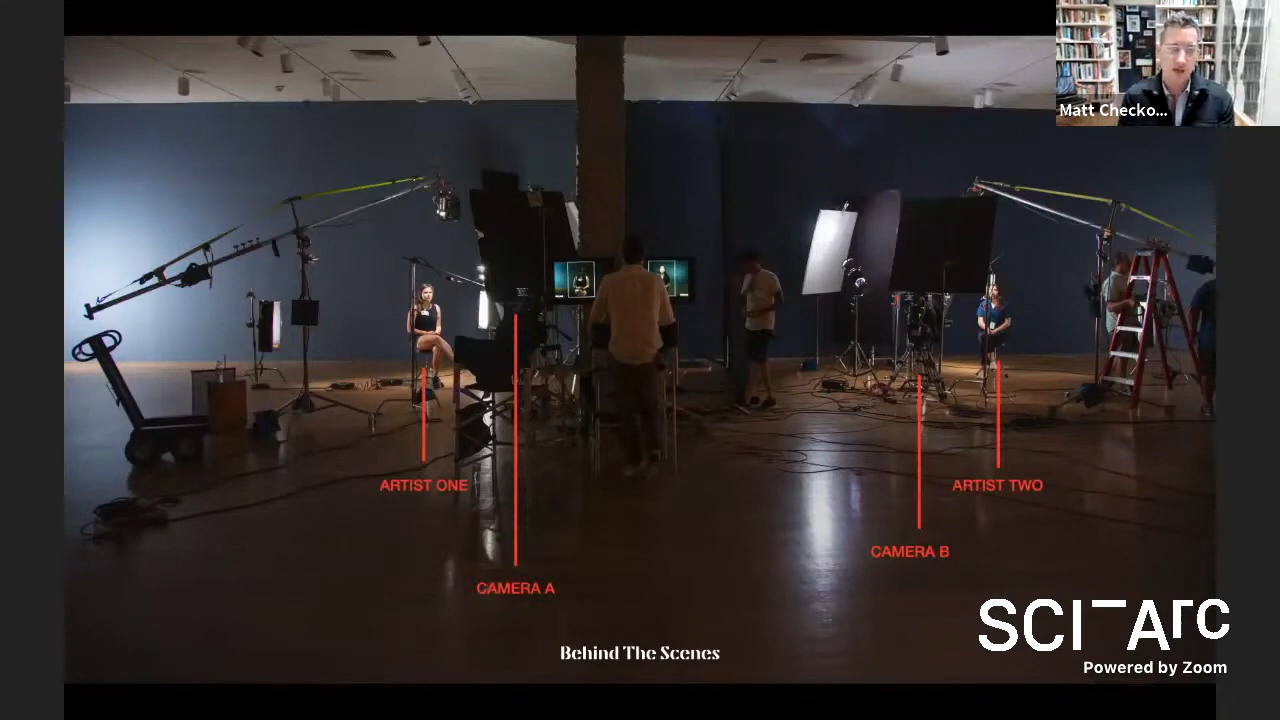 Matt Checko...
ARTIST ONE
ARTIST TWO
CAMERA B
CAMERA A
Behind The Scenes
SCI-Arc
Powered by Zoom